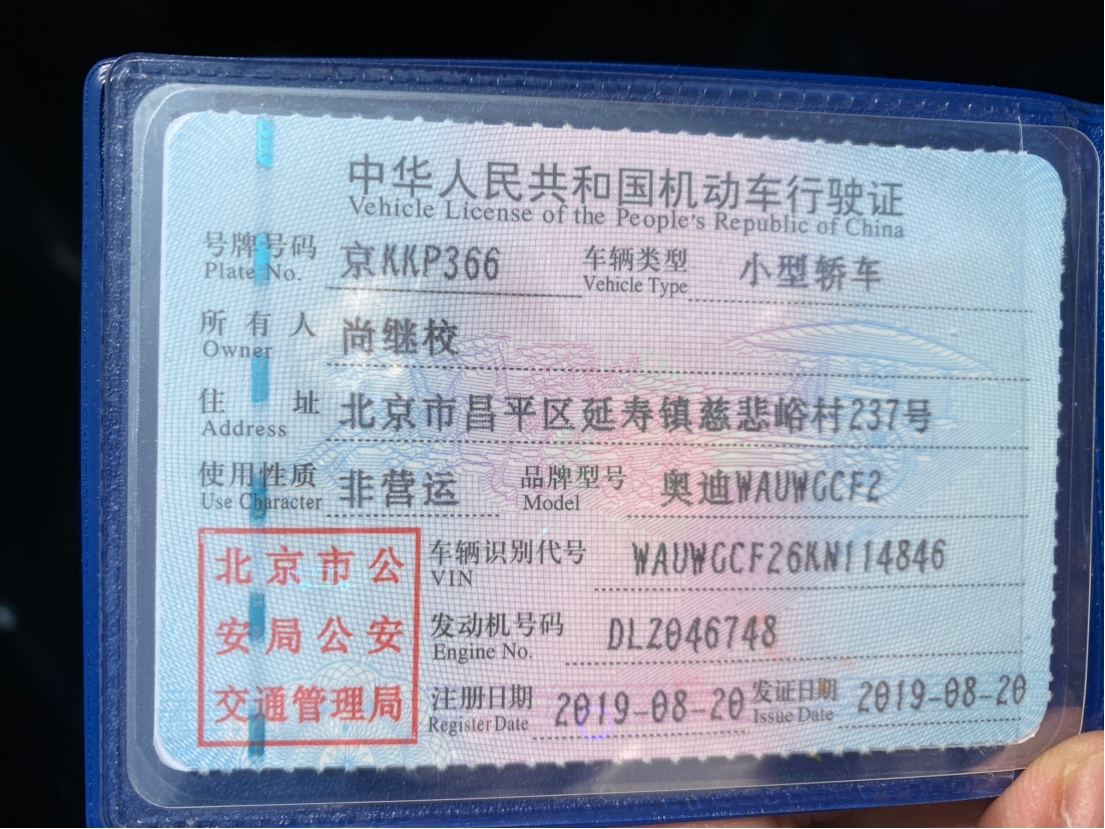 中华人民共和国机动车行驶证
Vehicle License of the People's Republic of China
号牌号码 京KKP366 车辆类型 小型轿车
Plate No. Vehicle Type
所有人 尚继校
Owner
住址 北京市昌平区延寿镇慈悲峪村237号
Address
使用性质 非营运 品牌型号 奥迪WAUWGCF2
Use Character Model
北京市公
安局公安
交通管理局
车辆识别代号 WAUWGCF26KN114846
VIN
发动机号码 DLZ046748
Engine No.
注册日期 2019-08-20 发证日期 2019-08-20
Register Date Issue Date